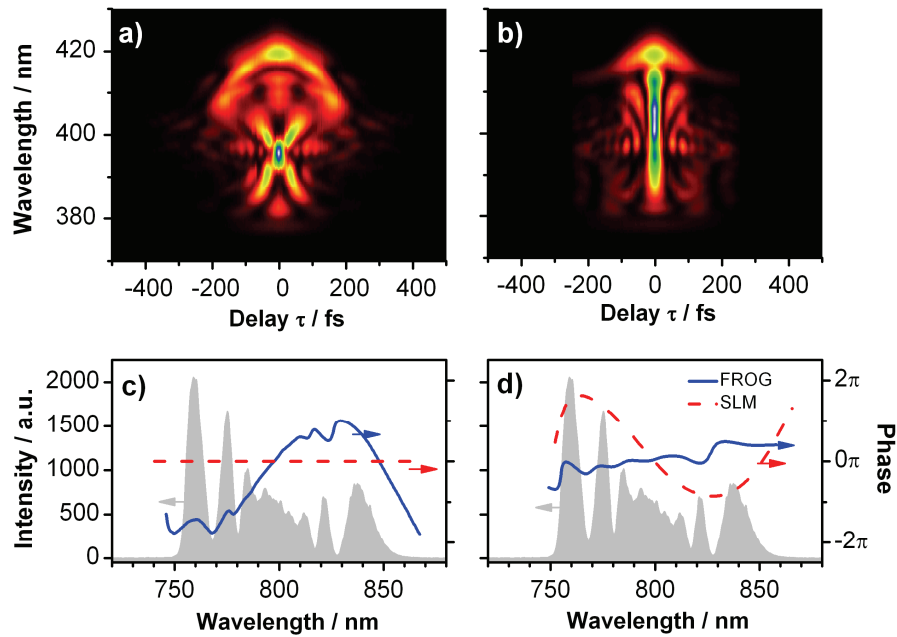 a)
b)
Wavelength / nm
420
400
380
-400 -200 0 200 400
-400 -200 0 200 400
Delay τ / fs
Delay τ / fs
c)
d)
FROG
SLM
Intensity / a.u.
2000
1500
1000
500
0
2π
0π
-2π
Phase
750 800 850
750 800 850
Wavelength / nm
Wavelength / nm